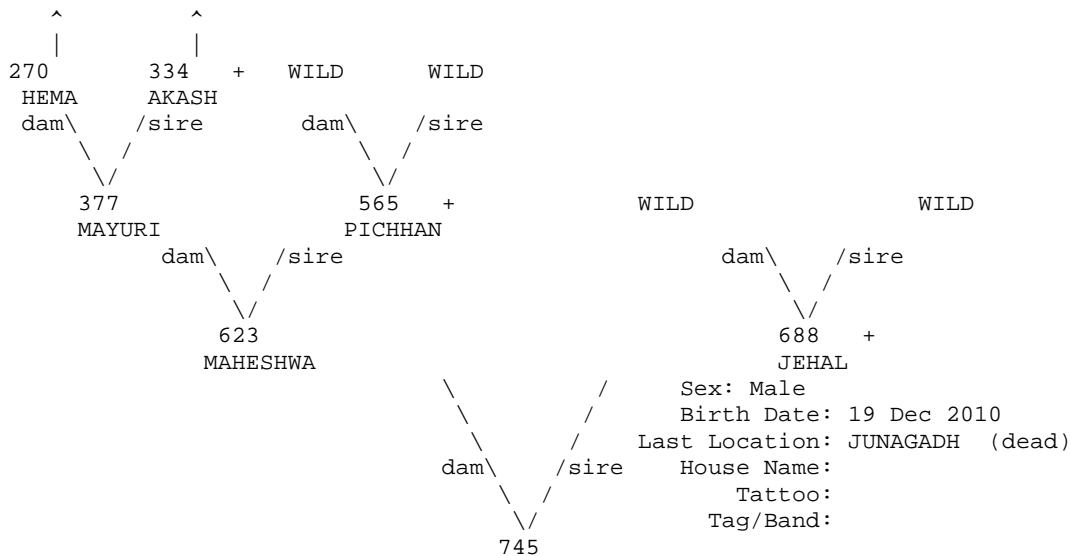 ^ ^
| |
270 334 + WILD WILD
HEMA AKASH
dam\ /sire dam\ /sire
\ / \ /
\/ \/
377 565 + WILD WILD
MAYURI PICHHAN
dam\ /sire dam\ /sire
\ / \ /
\/ \/
623 688 +
MAHESHWA JEHAL
\ / Sex: Male
\ / Birth Date: 19 Dec 2010
\ / Last Location: JUNAGADH (dead)
dam\ /sire House Name:
\ / Tattoo:
\/ Tag/Band:
745